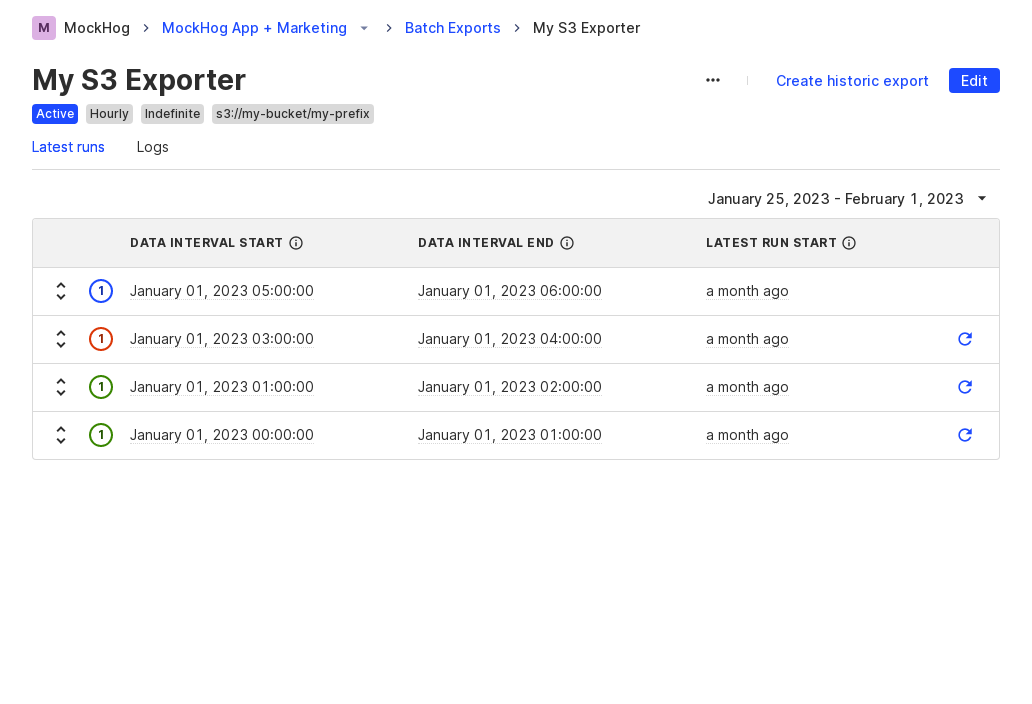 M MockHog MockHog App + Marketing Batch Exports My S3 Exporter
My S3 Exporter
Create historic export Edit
Active Hourly Indefinite s3://my-bucket/my-prefix
Latest runs Logs
January 25, 2023 - February 1, 2023
DATA INTERVAL START DATA INTERVAL END LATEST RUN START
1 January 01, 2023 05:00:00 January 01, 2023 06:00:00 a month ago
1 January 01, 2023 03:00:00 January 01, 2023 04:00:00 a month ago
1 January 01, 2023 01:00:00 January 01, 2023 02:00:00 a month ago
1 January 01, 2023 00:00:00 January 01, 2023 01:00:00 a month ago